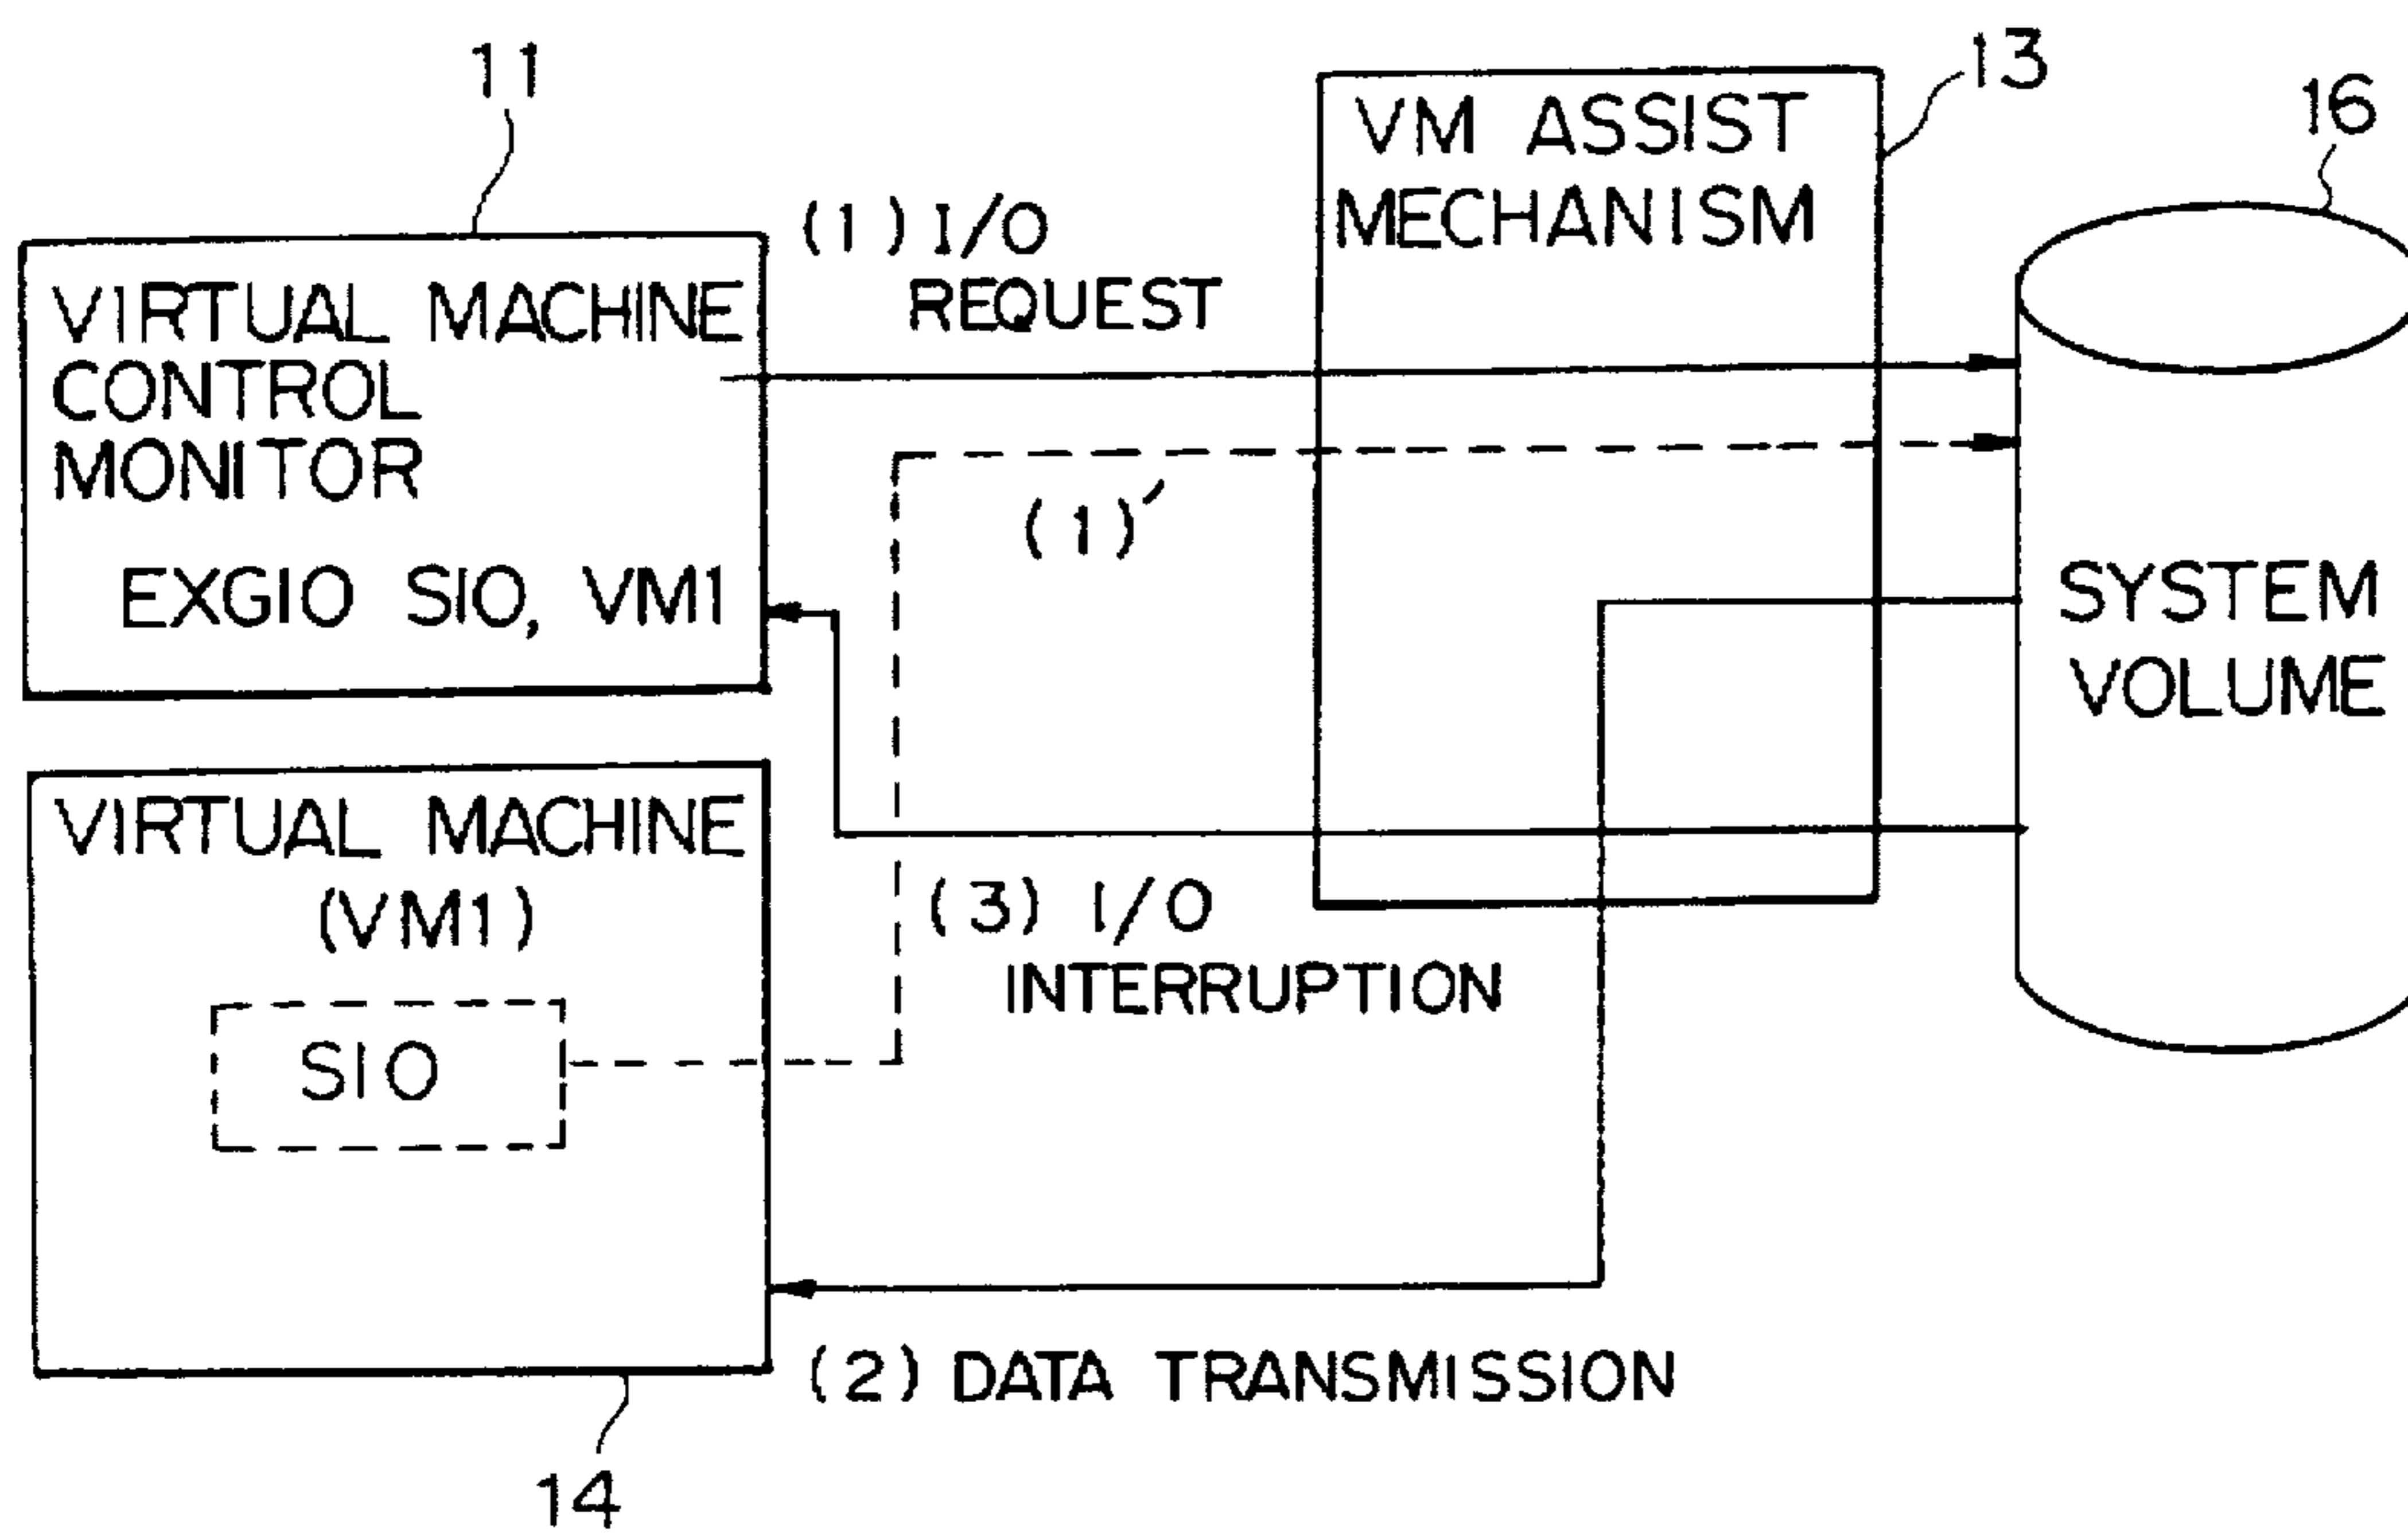 11
13
16
VM ASSIST
MECHANISM
(1) I/O
REQUEST
VIRTUAL MACHINE
CONTROL
MONITOR
EXGIO SIO, VM1
(1)'
SYSTEM
VOLUME
VIRTUAL MACHINE
(VM1)
SIO
(3) I/O
INTERRUPTION
(2) DATA TRANSMISSION
14